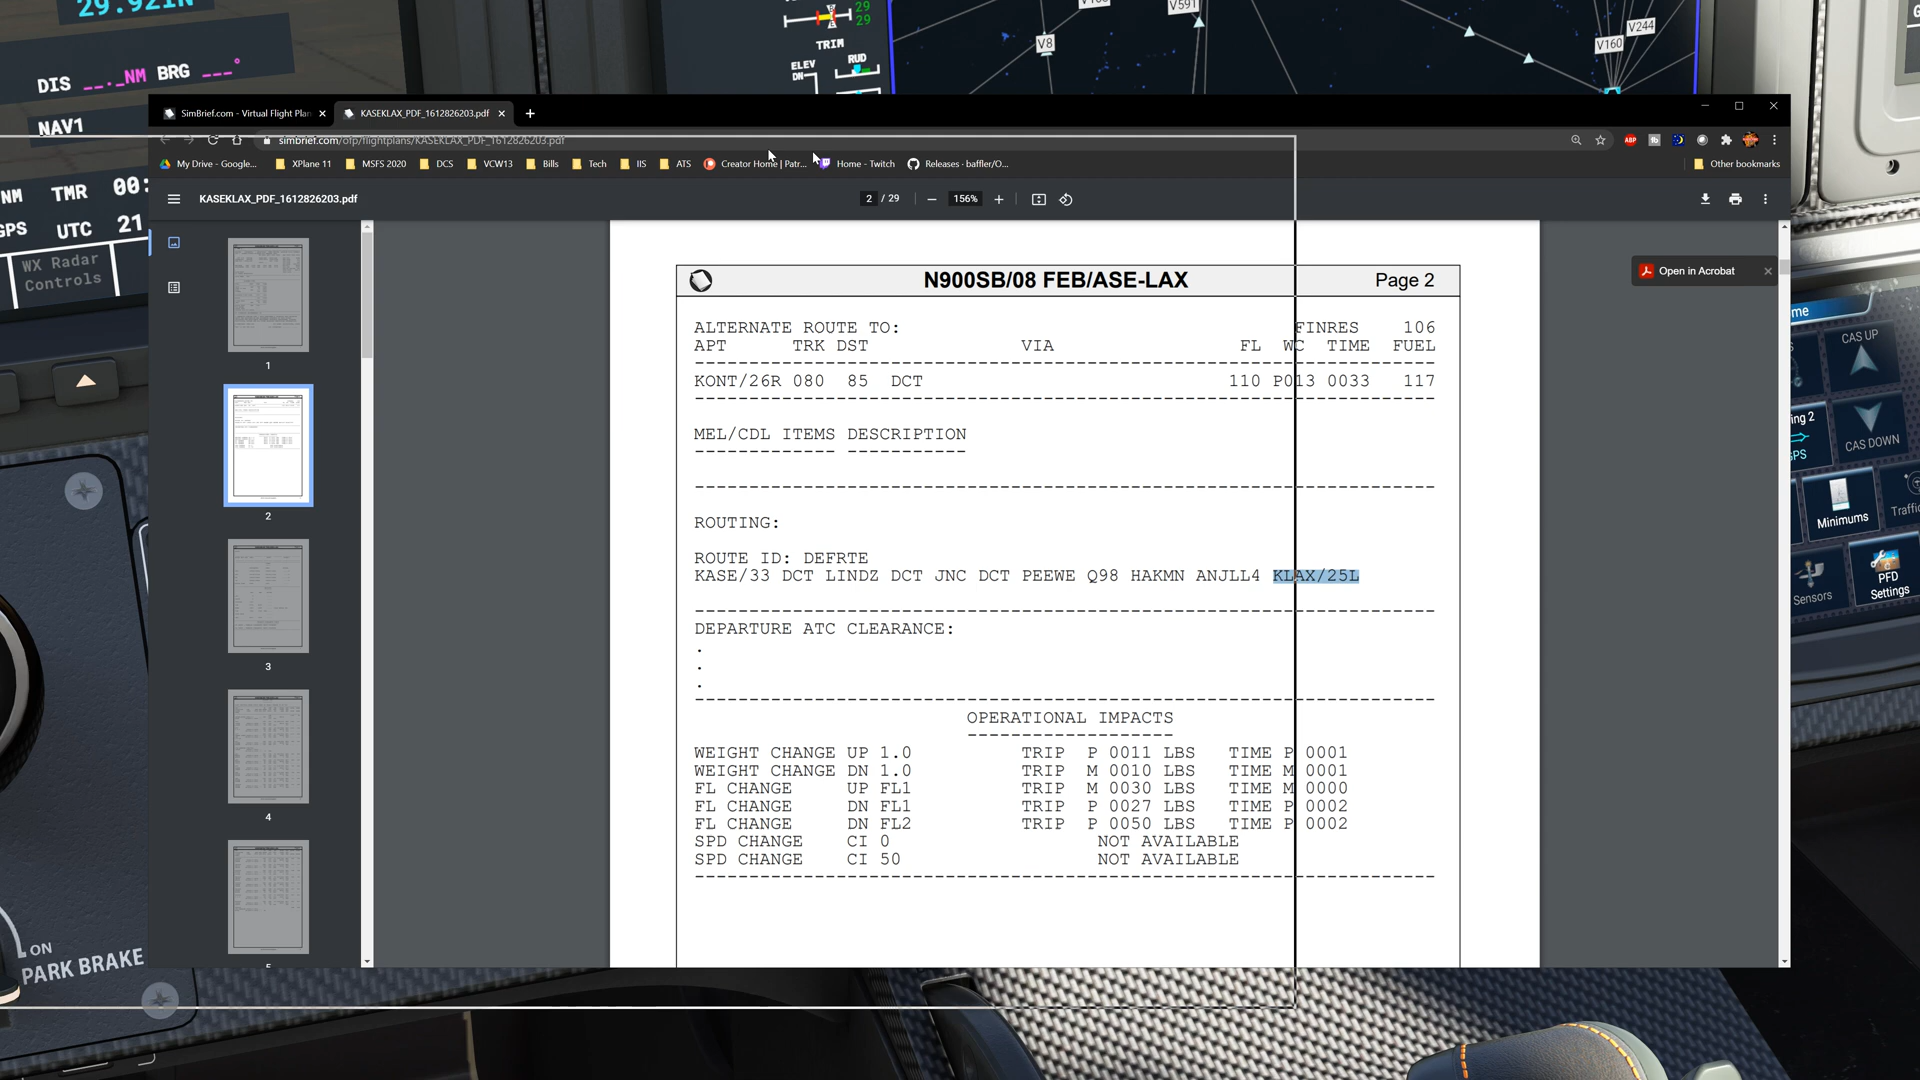 29.92IN
DIS __._NM BRG ___°
NAV1
NM TMR 00:
GPS UTC 21
WX Radar
Controls
29
29
TRIM
ELEV
DN
RUD
V8
V591
V244
V160
SimBrief.com - Virtual Flight Plan
KASEKLAX_PDF_1612826203.pdf
simbrief.com/ofp/flightplans/KASEKLAX_PDF_1612826203.pdf
My Drive - Google...
XPlane 11
MSFS 2020
DCS
VCW13
Bills
Tech
IIS
ATS
Creator Home | Patr...
Home - Twitch
Releases · baffler/O...
Other bookmarks
KASEKLAX_PDF_1612826203.pdf
2 / 29
156%
Open in Acrobat
1
2
3
4
N900SB/08 FEB/ASE-LAX Page 2
ALTERNATE ROUTE TO: FINRES 106
APT TRK DST VIA FL WC TIME FUEL
KONT/26R 080 85 DCT 110 P013 0033 117
MEL/CDL ITEMS DESCRIPTION
ROUTING:
ROUTE ID: DEFRTE
KASE/33 DCT LINDZ DCT JNC DCT PEEWE Q98 HAKMN ANJLL4 KLAX/25L
DEPARTURE ATC CLEARANCE:
.
.
.
OPERATIONAL IMPACTS
WEIGHT CHANGE UP 1.0 TRIP P 0011 LBS TIME P 0001
WEIGHT CHANGE DN 1.0 TRIP M 0010 LBS TIME M 0001
FL CHANGE UP FL1 TRIP M 0030 LBS TIME M 0000
FL CHANGE DN FL1 TRIP P 0027 LBS TIME P 0002
FL CHANGE DN FL2 TRIP P 0050 LBS TIME P 0002
SPD CHANGE CI 0 NOT AVAILABLE
SPD CHANGE CI 50 NOT AVAILABLE
CAS UP
CAS DOWN
Minimums
Sensors
PFD
Settings
ON
PARK BRAKE